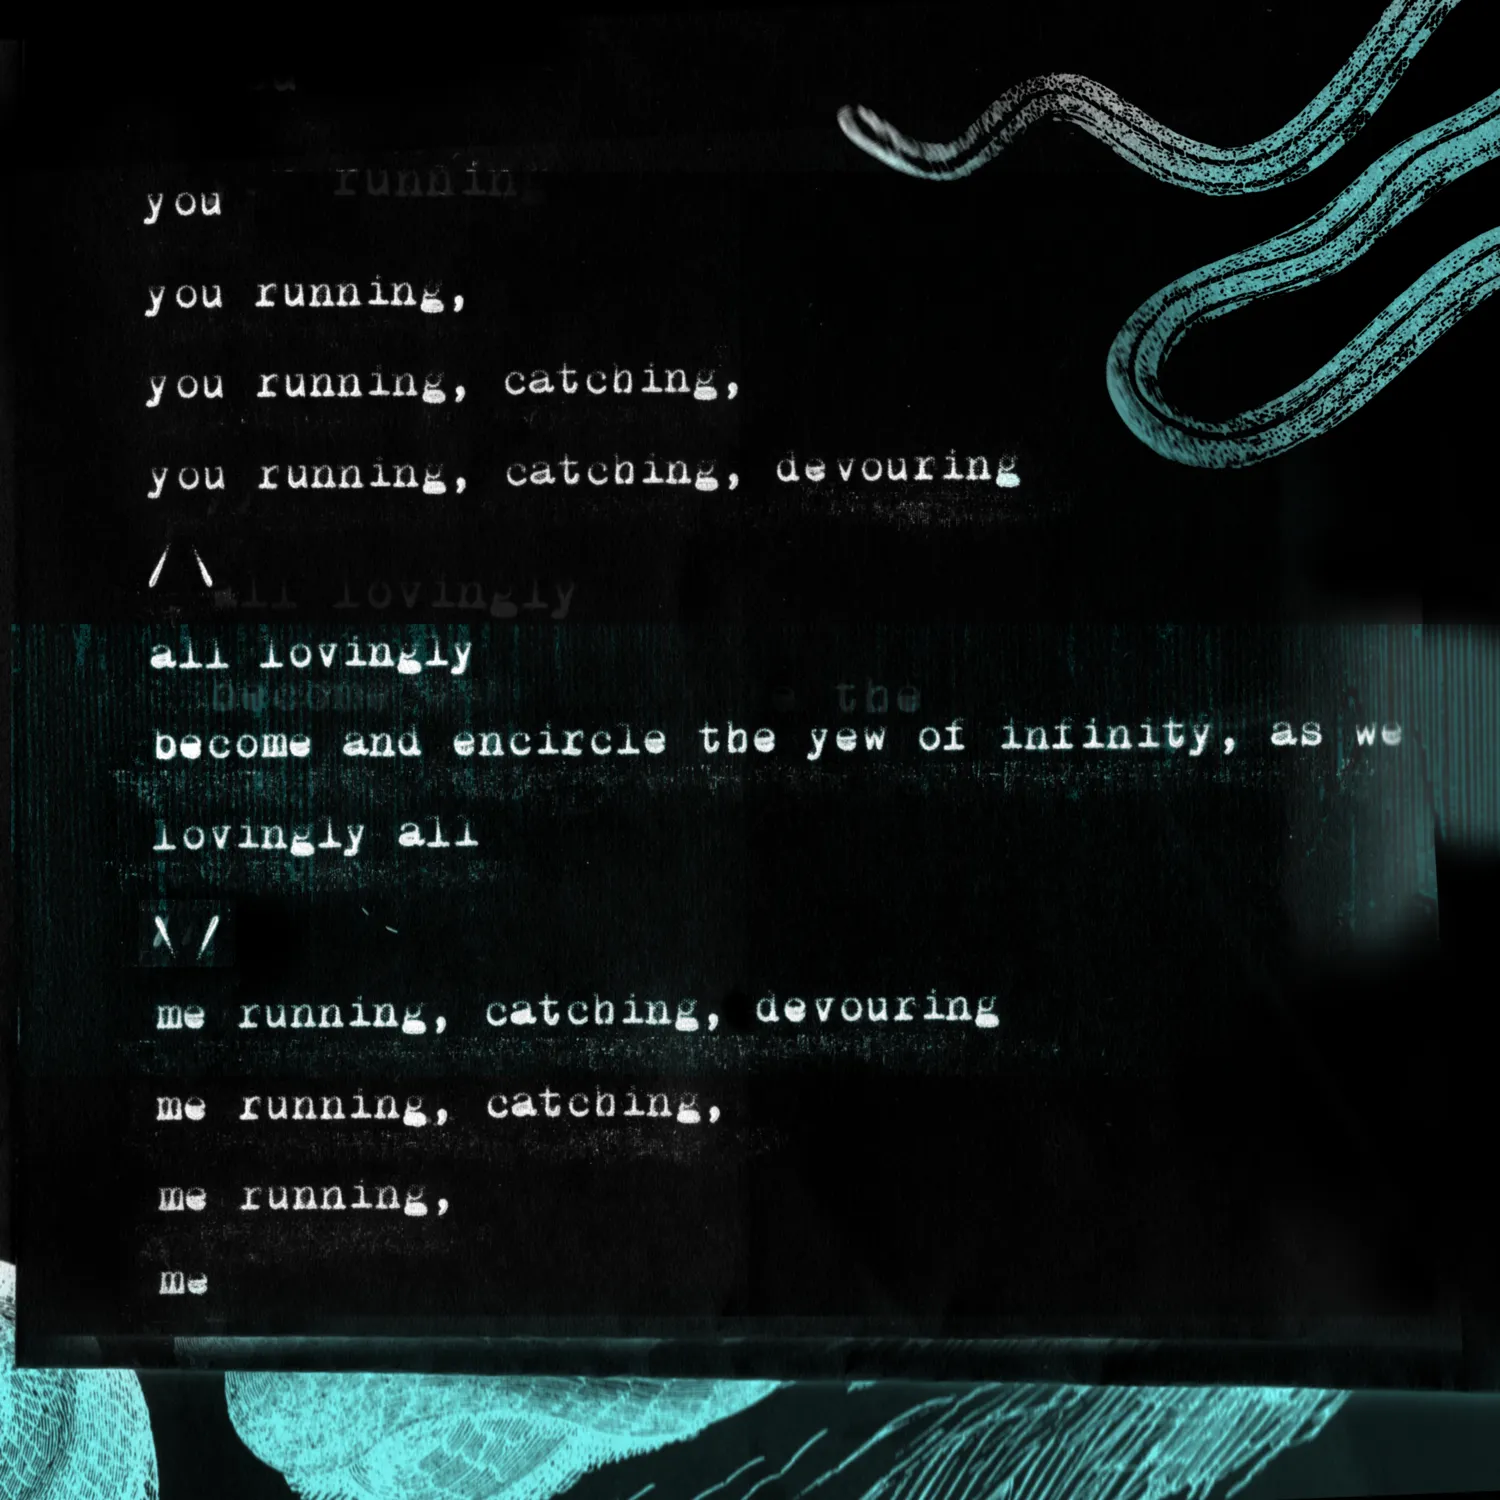 you
you running,
you running, catching,
you running, catching, devouring
/ \
all lovingly
become and encircle the yew of infinity, as we
lovingly all
\ /
me running, catching, devouring
me running, catching,
me running,
me